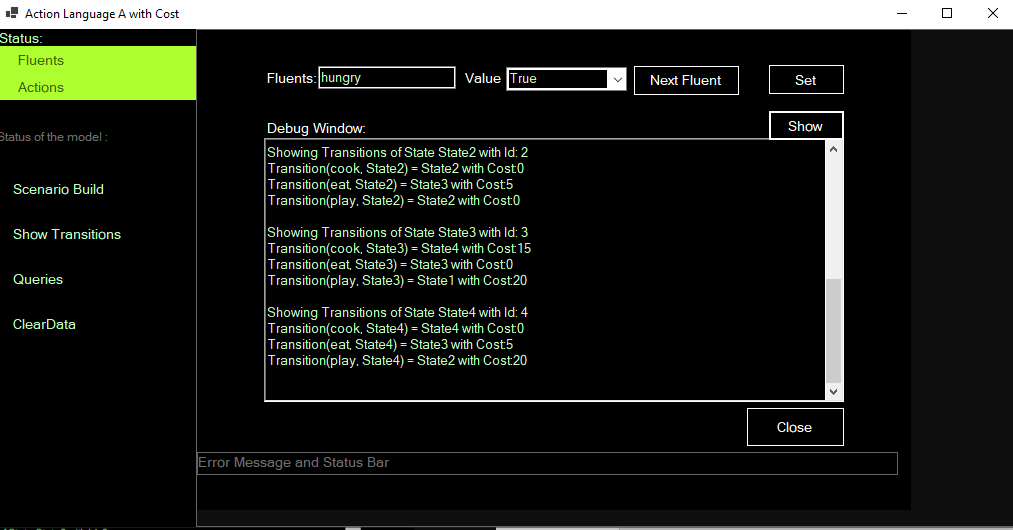 Action Language A with Cost
Status:
Fluents
Actions
Status of the model :
Scenario Build
Show Transitions
Queries
ClearData
Fluents: hungry Value True Next Fluent Set
Debug Window: Show
Showing Transitions of State State2 with Id: 2
Transition(cook, State2) = State2 with Cost:0
Transition(eat, State2) = State3 with Cost:5
Transition(play, State2) = State2 with Cost:0
Showing Transitions of State State3 with Id: 3
Transition(cook, State3) = State4 with Cost:15
Transition(eat, State3) = State3 with Cost:0
Transition(play, State3) = State1 with Cost:20
Showing Transitions of State State4 with Id: 4
Transition(cook, State4) = State4 with Cost:0
Transition(eat, State4) = State3 with Cost:5
Transition(play, State4) = State2 with Cost:20
Close
Error Message and Status Bar